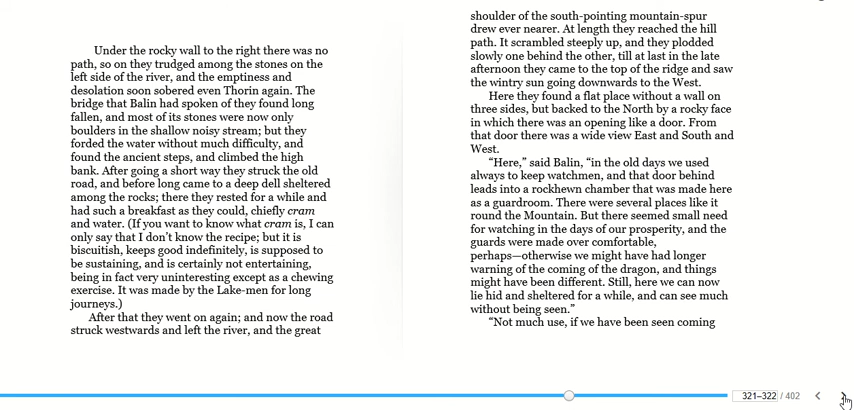 Under the rocky wall to the right there was no
path, so on they trudged among the stones on the
left side of the river, and the emptiness and
desolation soon sobered even Thorin again. The
bridge that Balin had spoken of they found long
fallen, and most of its stones were now only
boulders in the shallow noisy stream; but they
forded the water without much difficulty, and
found the ancient steps, and climbed the high
bank. After going a short way they struck the old
road, and before long came to a deep dell sheltered
among the rocks; there they rested for a while and
had such a breakfast as they could, chiefly cram
and water. (If you want to know what cram is, I can
only say that I don't know the recipe; but it is
biscuitish, keeps good indefinitely, is supposed to
be sustaining, and is certainly not entertaining,
being in fact very uninteresting except as a chewing
exercise. It was made by the Lake-men for long
journeys.)
After that they went on again; and now the road
struck westwards and left the river, and the great
shoulder of the south-pointing mountain-spur
drew ever nearer. At length they reached the hill
path. It scrambled steeply up, and they plodded
slowly one behind the other, till at last in the late
afternoon they came to the top of the ridge and saw
the wintry sun going downwards to the West.
Here they found a flat place without a wall on
three sides, but backed to the North by a rocky face
in which there was an opening like a door. From
that door there was a wide view East and South and
West.
“Here,” said Balin, “in the old days we used
always to keep watchmen, and that door behind
leads into a rockhewn chamber that was made here
as a guardroom. There were several places like it
round the Mountain. But there seemed small need
for watching in the days of our prosperity, and the
guards were made over comfortable,
perhaps—otherwise we might have had longer
warning of the coming of the dragon, and things
might have been different. Still, here we can now
lie hid and sheltered for a while, and can see much
without being seen.”
“Not much use, if we have been seen coming
321–322 / 402